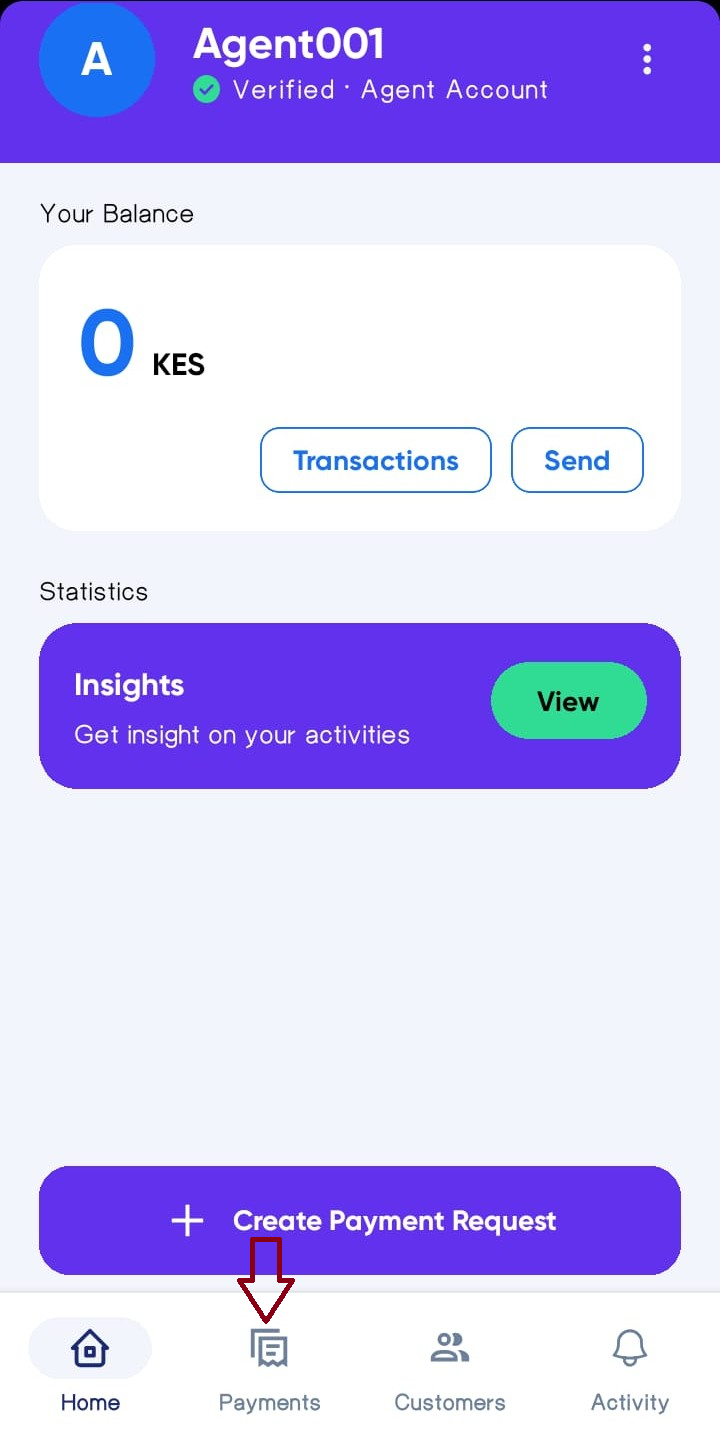 A
Agent001
Verified · Agent Account
Your Balance
0 KES
Transactions
Send
Statistics
Insights
Get insight on your activities
View
Create Payment Request
Home
Payments
Customers
Activity